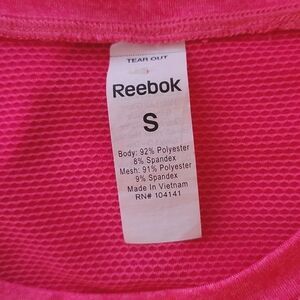 TEAR OUT
Reebok
S
Body: 92% Polyester
8% Spandex
Mesh: 91% Polyester
9% Spandex
Made In Vietnam
RN# 104141